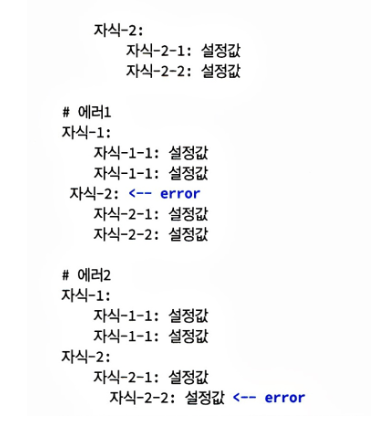 자식-2:
자식-2-1: 설정값
자식-2-2: 설정값
# 에러1
자식-1:
자식-1-1: 설정값
자식-1-1: 설정값
자식-2: <-- error
자식-2-1: 설정값
자식-2-2: 설정값
# 에러2
자식-1:
자식-1-1: 설정값
자식-1-1: 설정값
자식-2:
자식-2-1: 설정값
자식-2-2: 설정값 <-- error